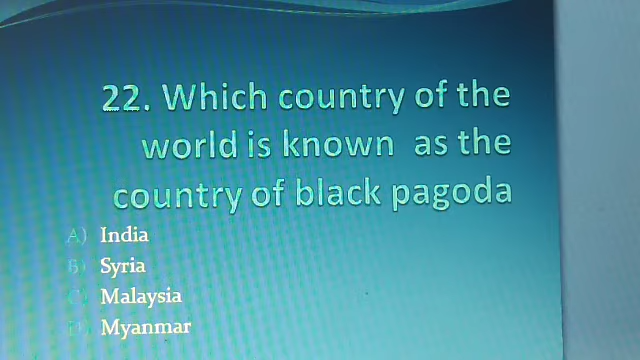 22. Which country of the
world is known as the
country of black pagoda
A) India
B) Syria
C) Malaysia
D) Myanmar